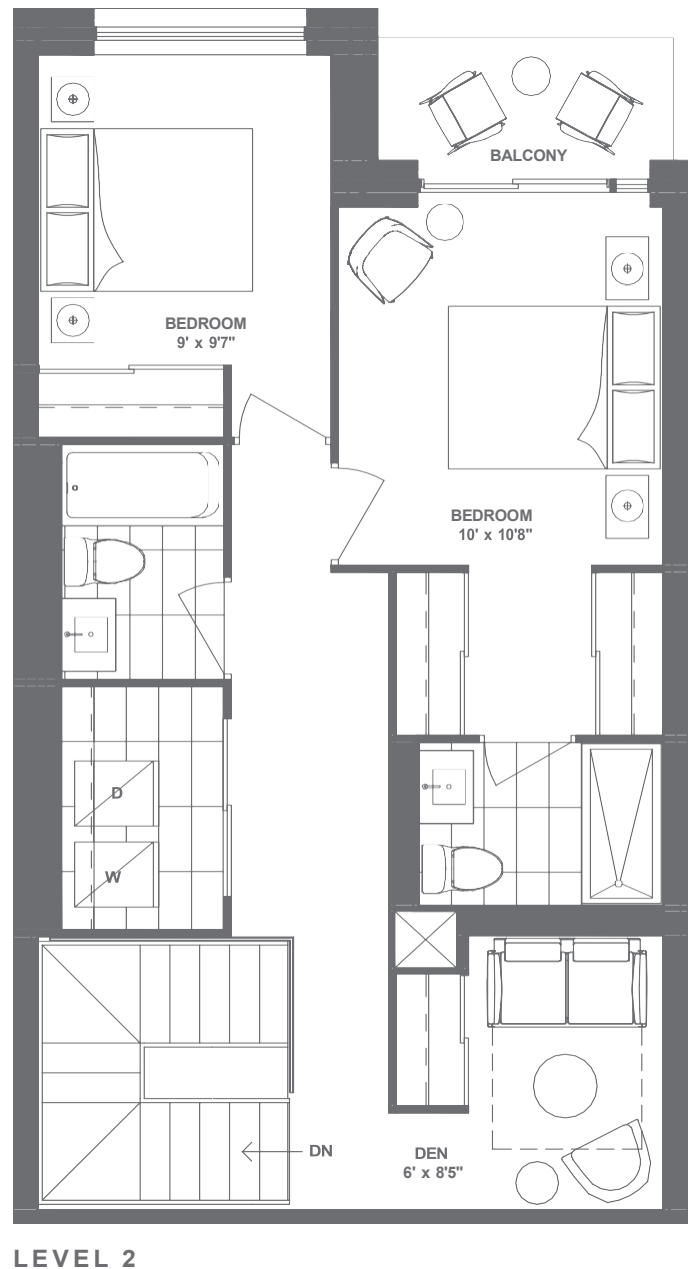 BALCONY
BEDROOM
9' x 9'7"
BEDROOM
10' x 10'8"
D
W
DN
DEN
6' x 8'5"
LEVEL 2